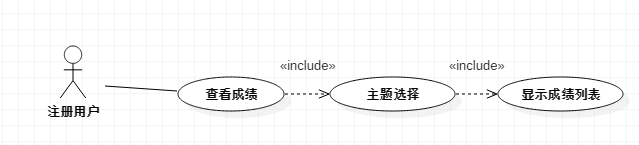 «include»
«include»
查看成绩
主题选择
显示成绩列表
注册用户